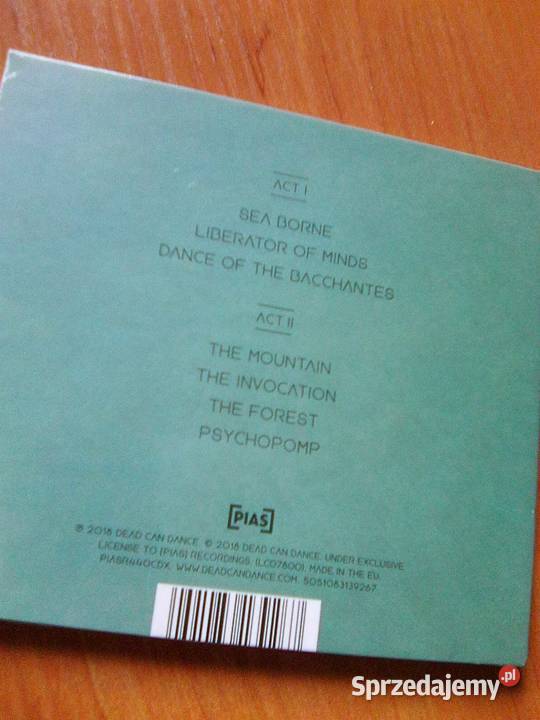 ACT I
SEA BORNE
LIBERATOR OF MINDS
DANCE OF THE BACCHANTES
ACT II
THE MOUNTAIN
THE INVOCATION
THE FOREST
PSYCHOPOMP
[PIAS]
℗ 2018 DEAD CAN DANCE. © 2018 DEAD CAN DANCE. UNDER EXCLUSIVE
LICENSE TO [PIAS] RECORDINGS. (LC07800). MADE IN THE EU.
PIASR440CDX. WWW.DEADCANDANCE.COM. 5051083139267
Sprzedajemy.pl